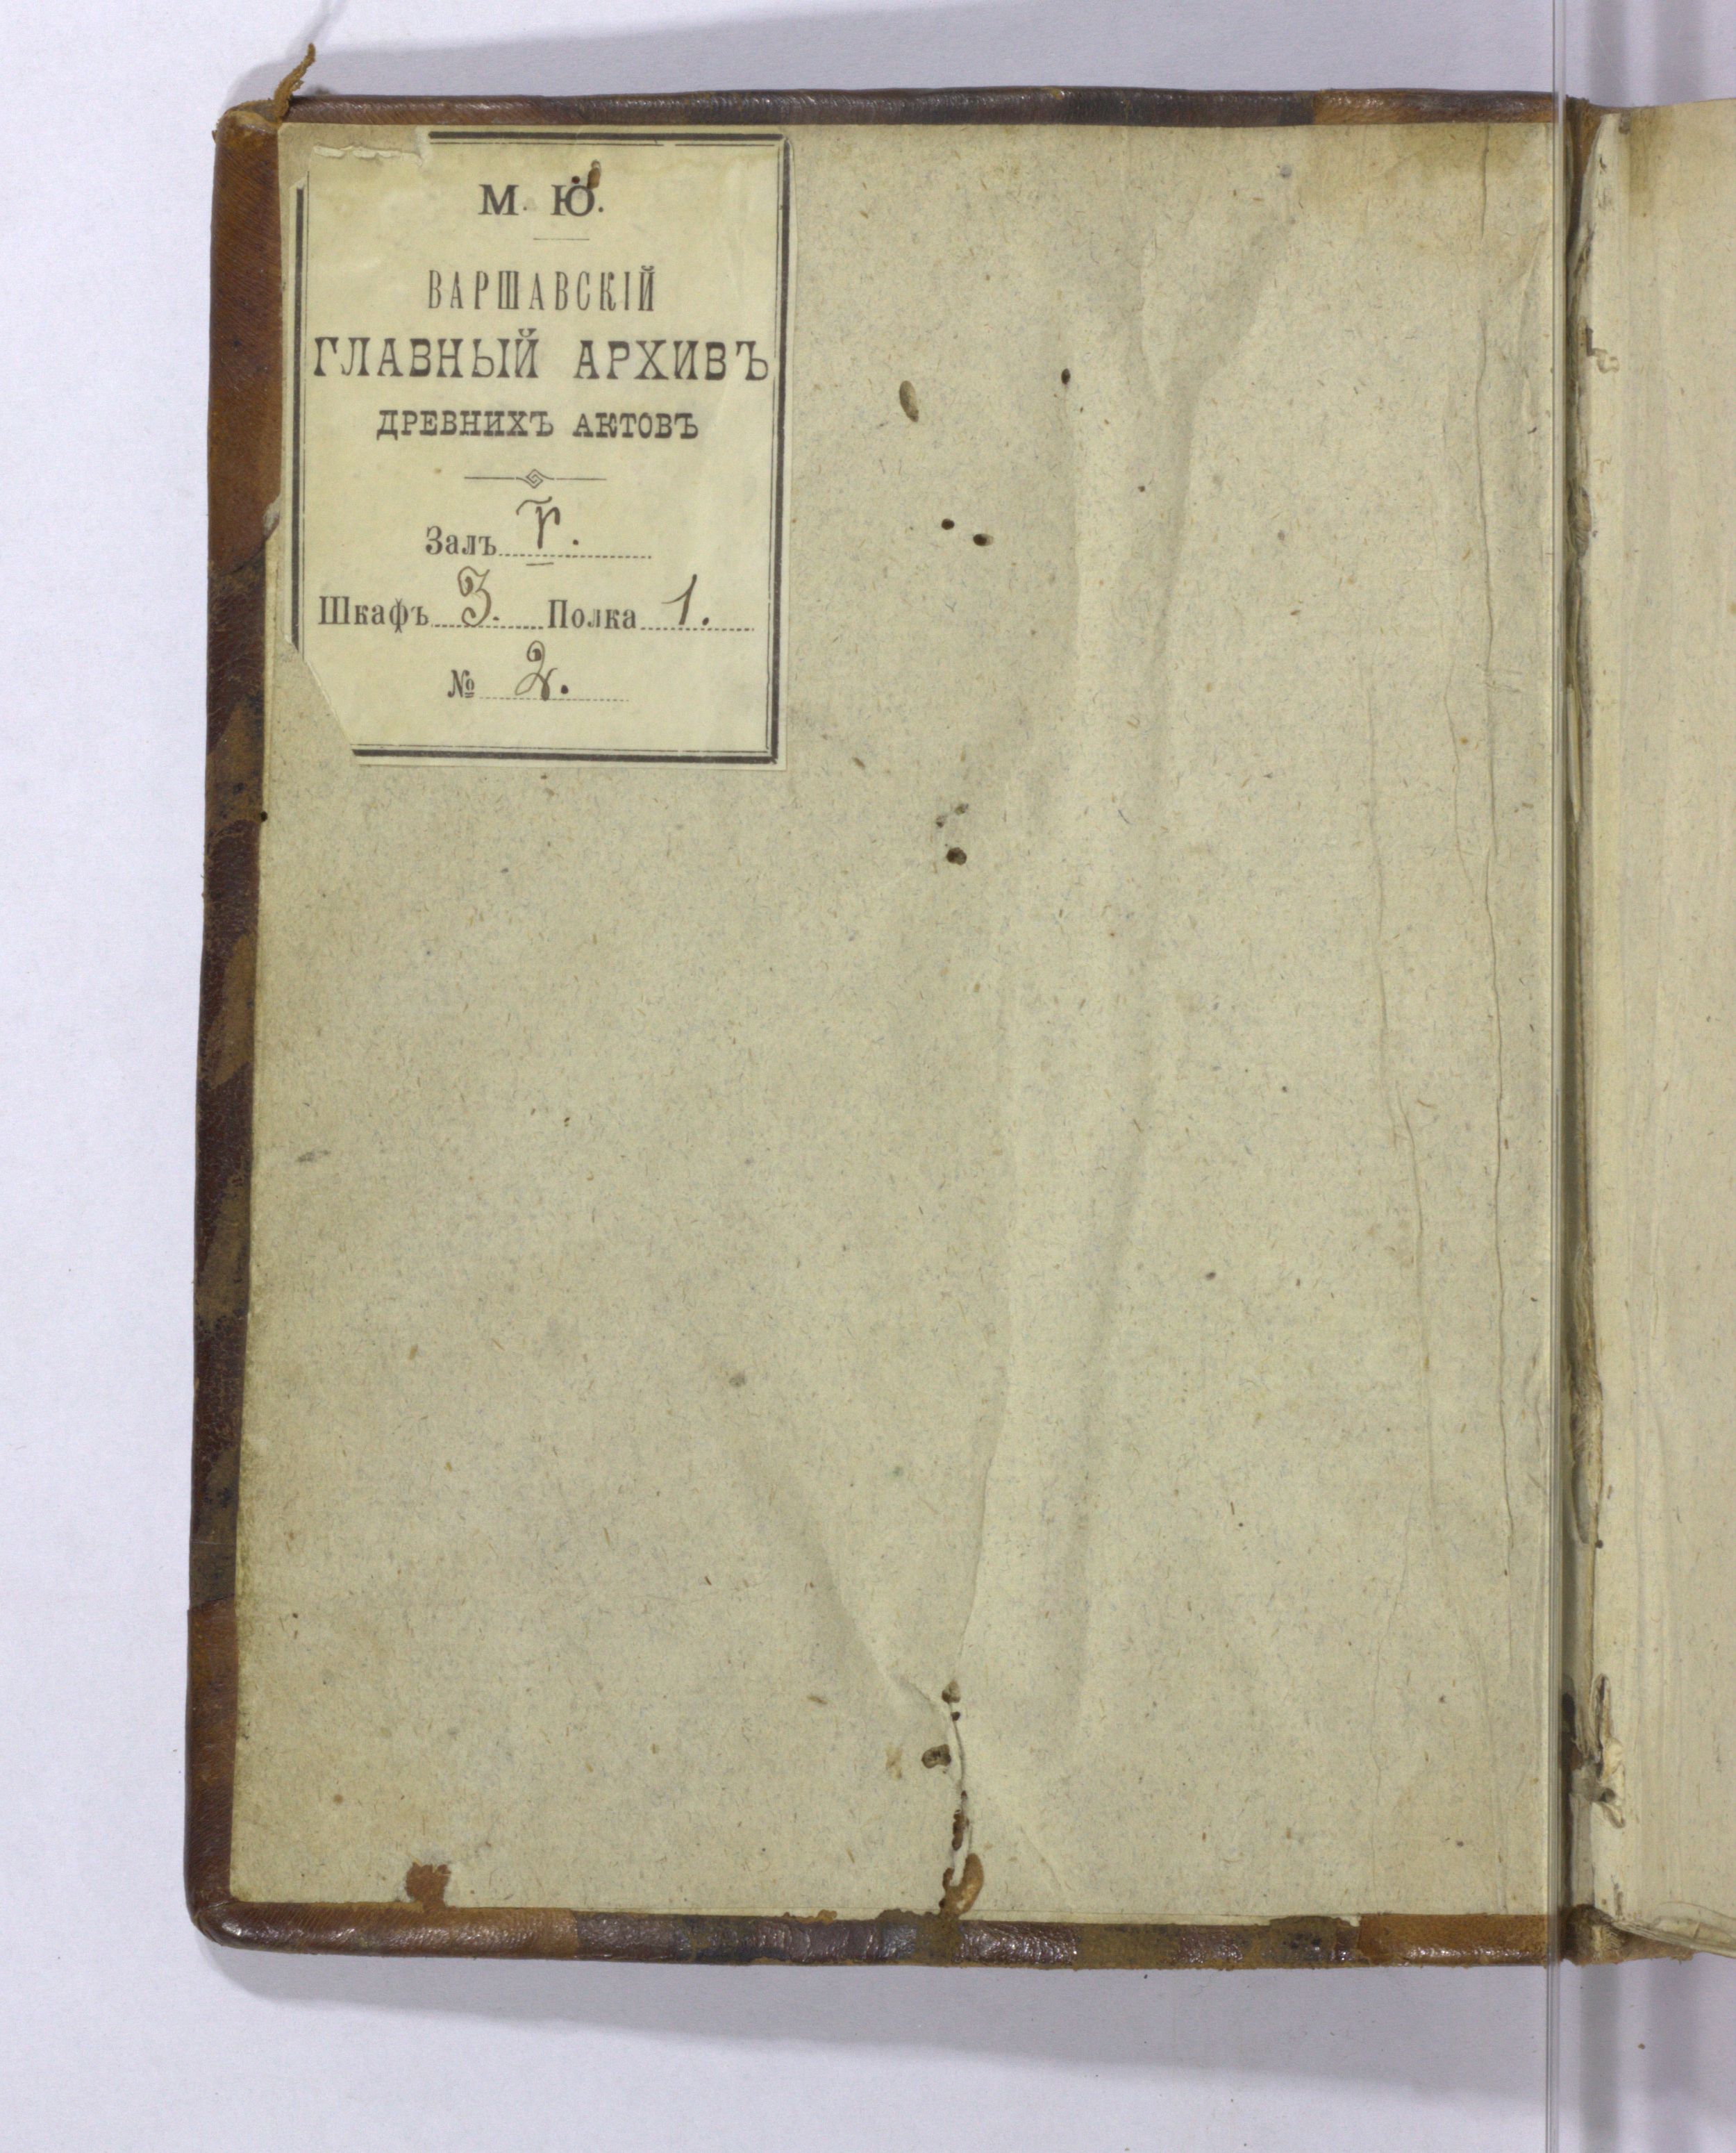 М. Ю.
ВАРШАВСКІЙ
ГЛАВНЫЙ АРХИВЪ
ДРЕВНИХЪ АКТОВЪ
Залъ
Шкафъ 3. Полка 1.
№ 2.